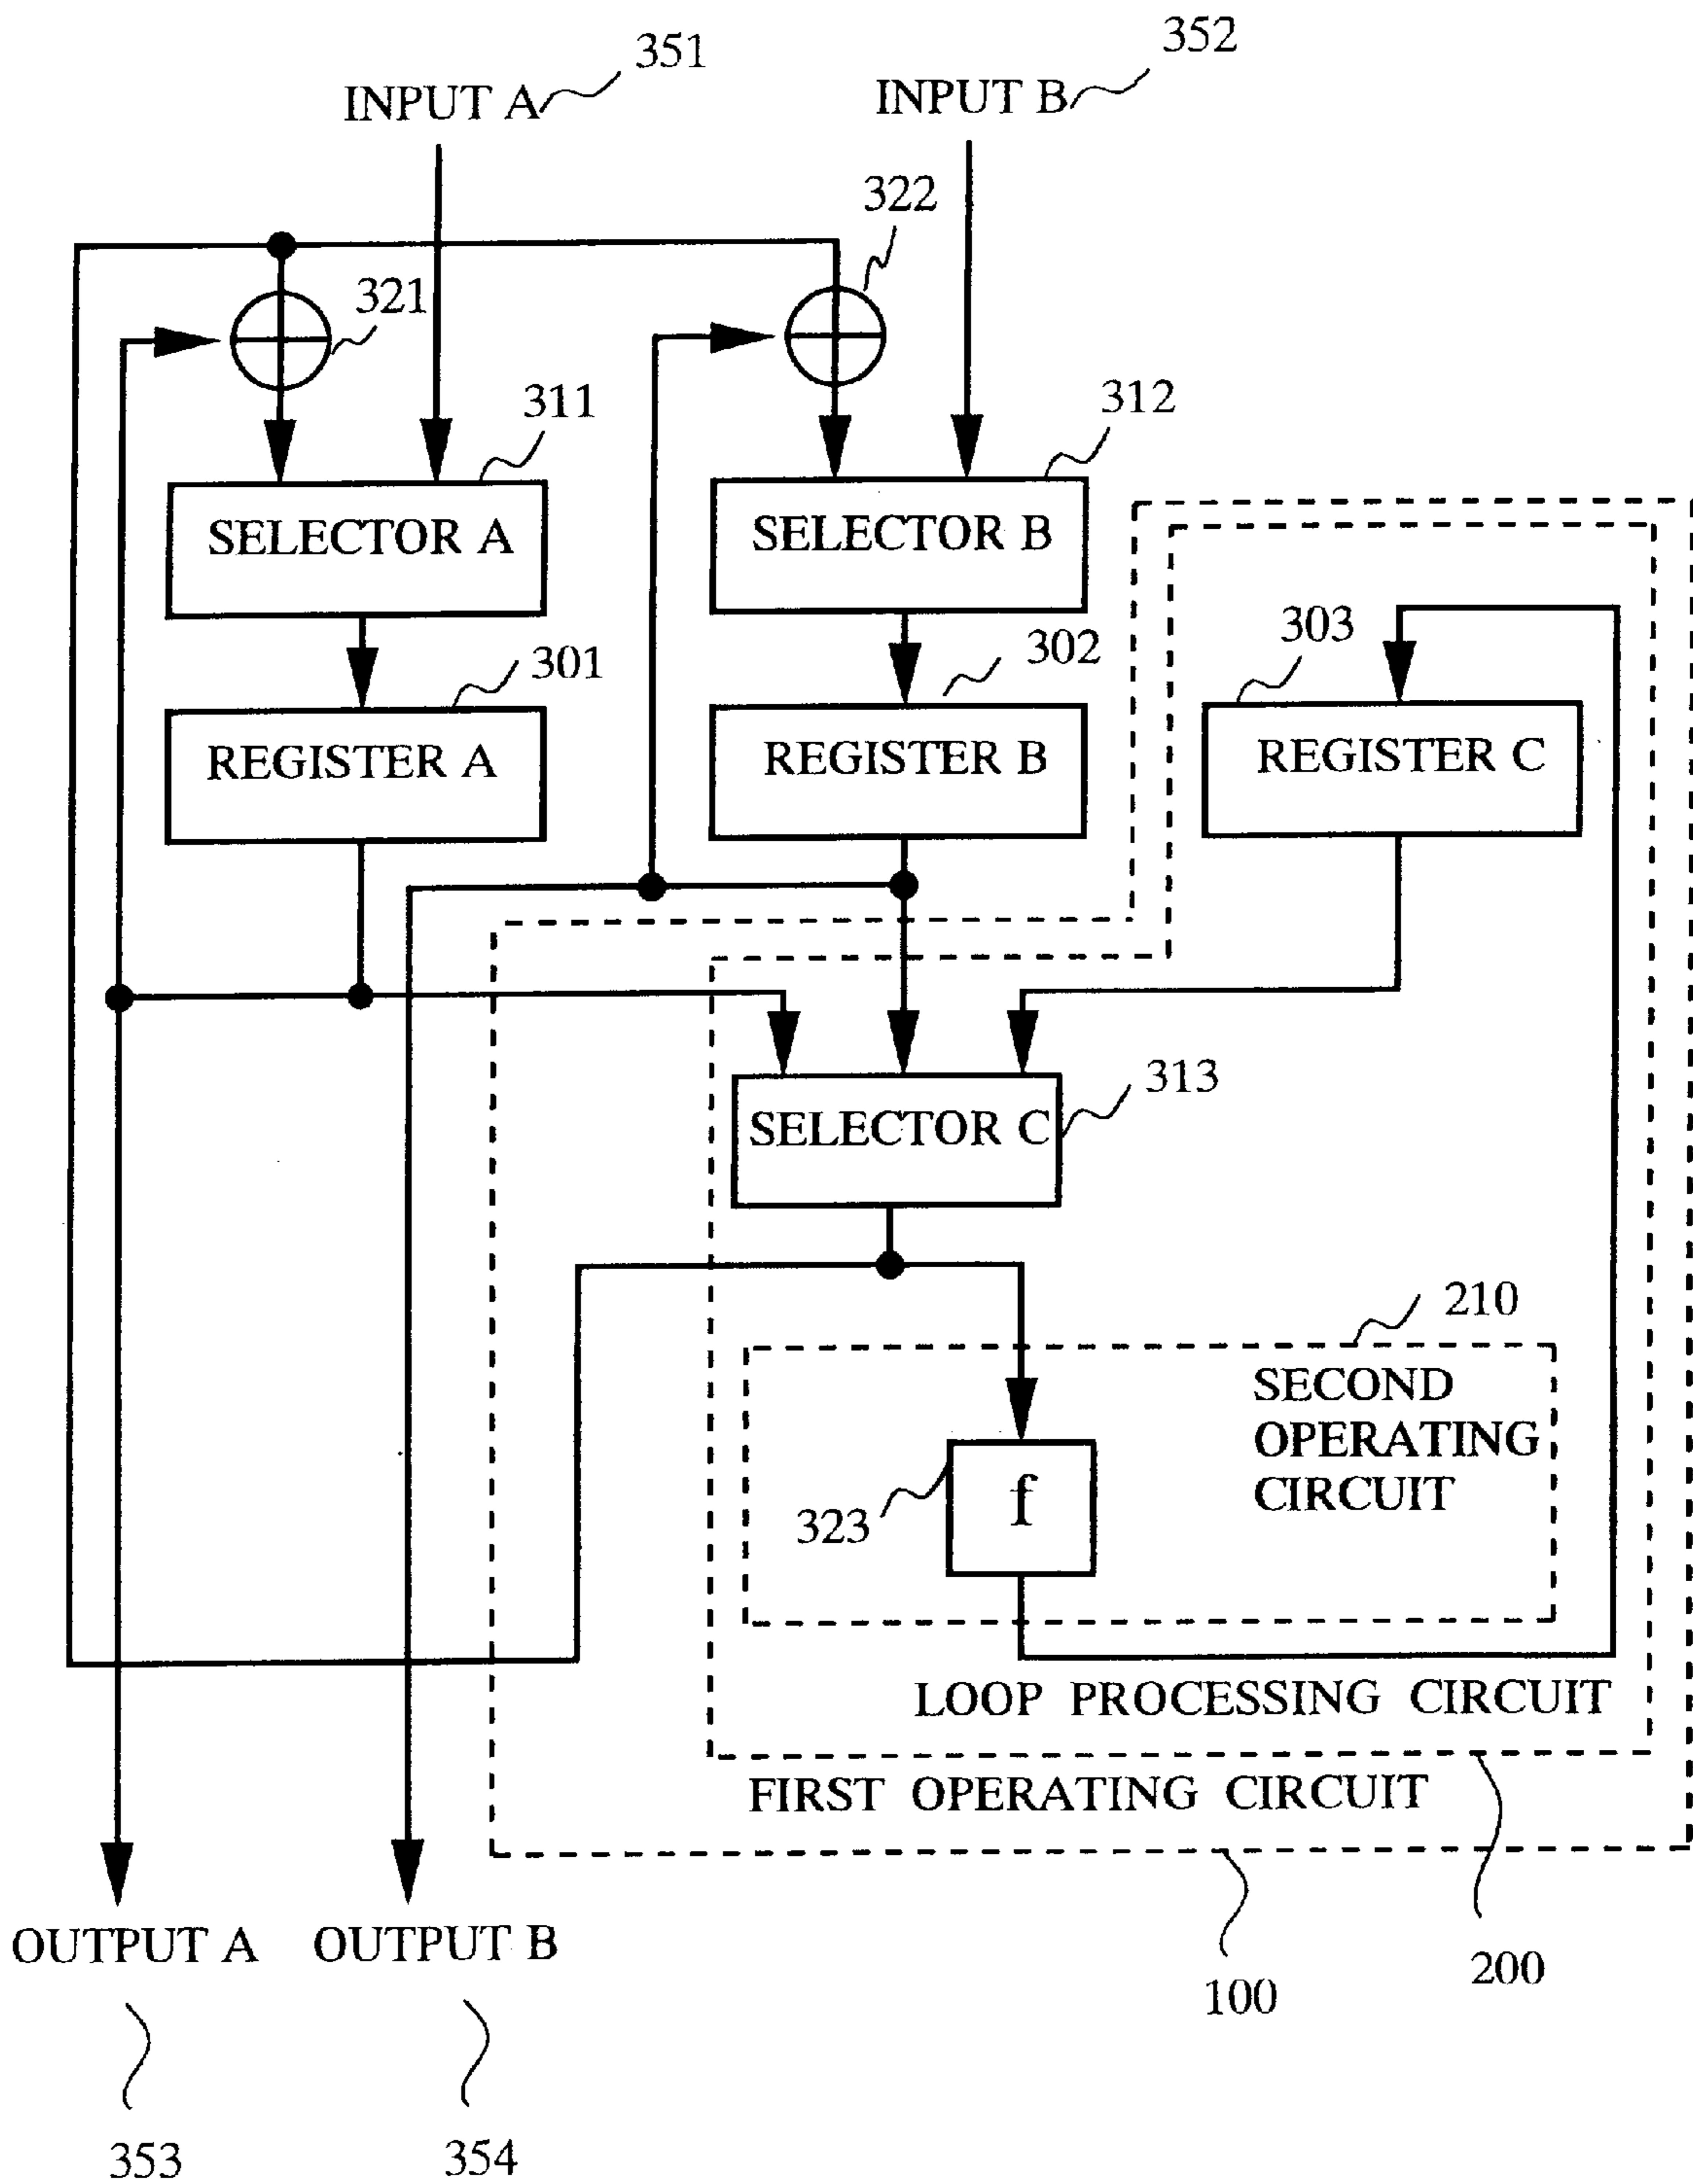 351
352
INPUT A
INPUT B
322
321
311
312
SELECTOR A
SELECTOR B
303
301
302
REGISTER A
REGISTER B
REGISTER C
313
SELECTOR C
210
SECOND
OPERATING
CIRCUIT
f
323
LOOP PROCESSING CIRCUIT
FIRST OPERATING CIRCUIT
OUTPUT A
OUTPUT B
200
100
353
354